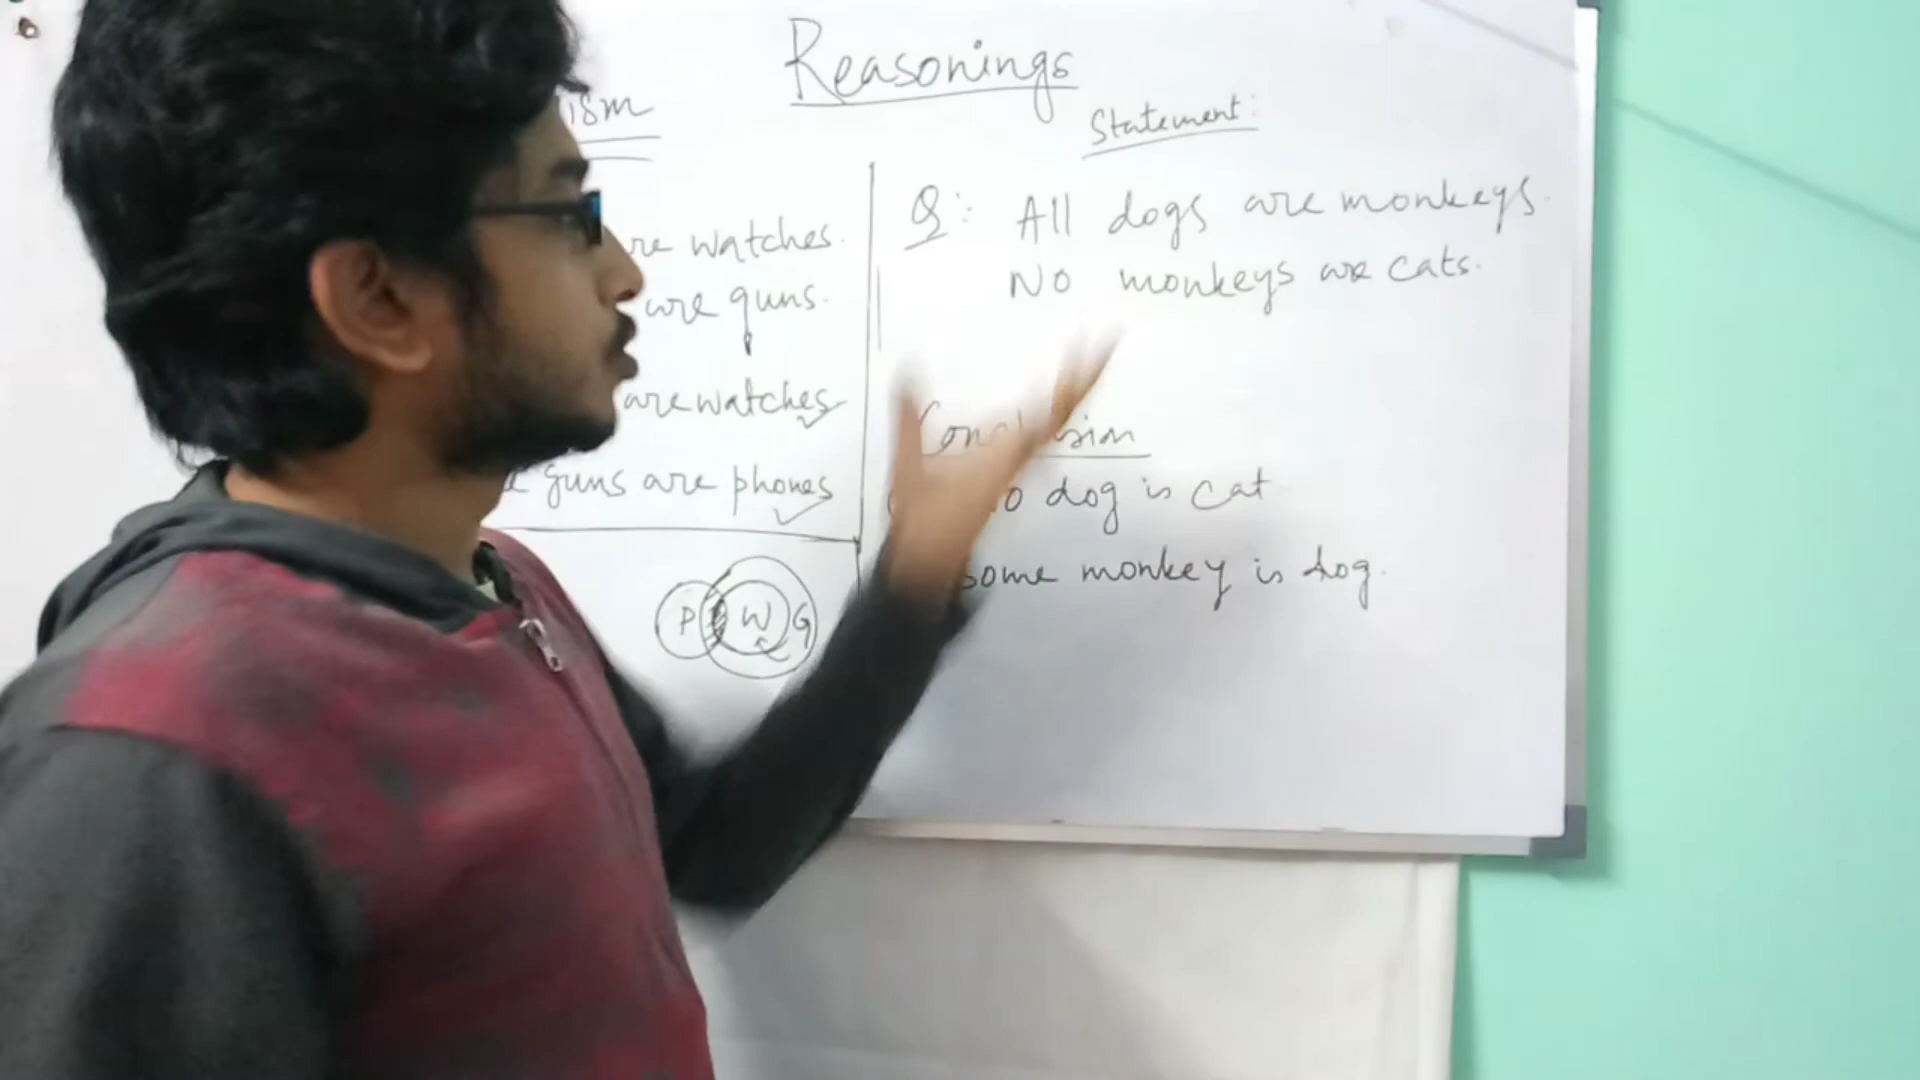 Reasonings
ism
re watches.
are guns.
are watches
guns are phones
P W G
Statement:
Q: All dogs are monkeys.
No monkeys are cats.
Conclusion
dog is cat
some monkey is dog.